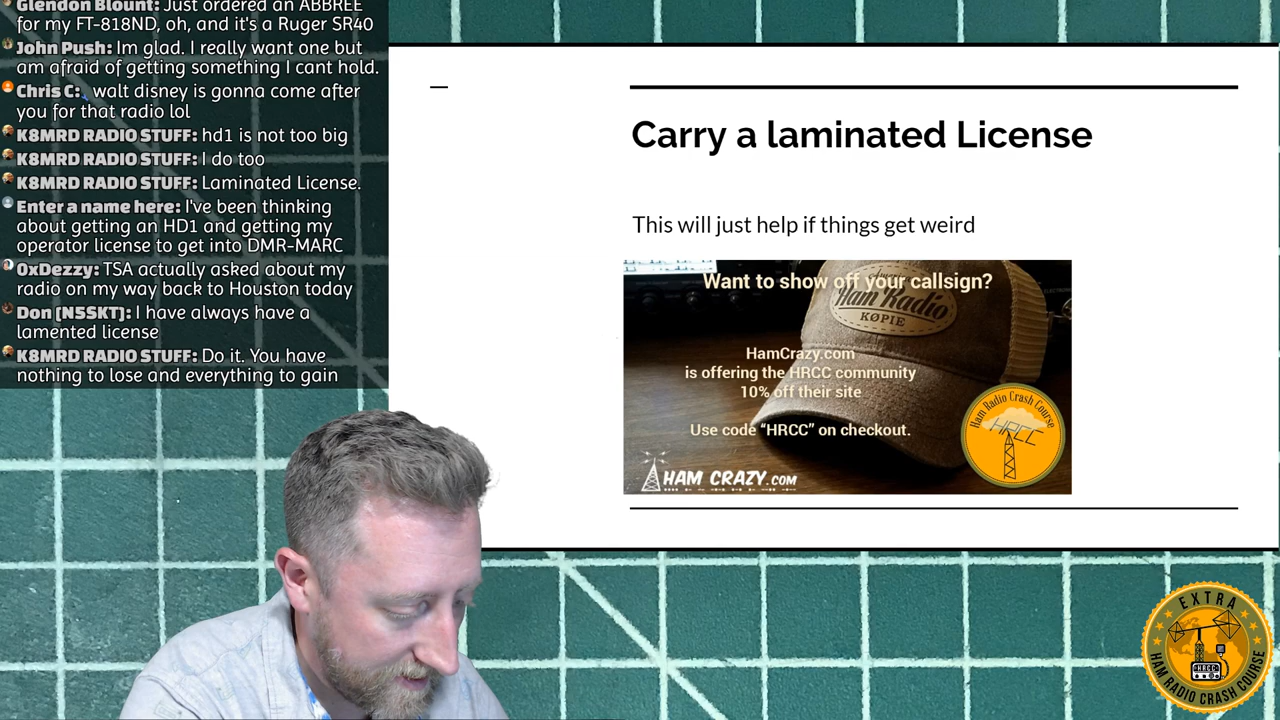 Glendon Blount: Just ordered an ABBREE
for my FT-818ND, oh, and it's a Ruger SR40
John Push: Im glad. I really want one but
am afraid of getting something I cant hold.
Chris C: walt disney is gonna come after
you for that radio lol
K8MRD RADIO STUFF: hd1 is not too big
K8MRD RADIO STUFF: I do too
K8MRD RADIO STUFF: Laminated License.
Enter a name here: I've been thinking
about getting an HD1 and getting my
operator license to get into DMR-MARC
OxDezzy: TSA actually asked about my
radio on my way back to Houston today
Don [N5SKT]: I have always have a
lamented license
K8MRD RADIO STUFF: Do it. You have
nothing to lose and everything to gain
Carry a laminated License
This will just help if things get weird
Want to show off your callsign?
Ham Radio
KØPIE
HamCrazy.com
is offering the HRCC community
10% off their site
Use code “HRCC” on checkout.
HAM CRAZY.COM
Ham Radio Crash Course
HRCC
EXTRA
HRCC
HAM RADIO CRASH COURSE